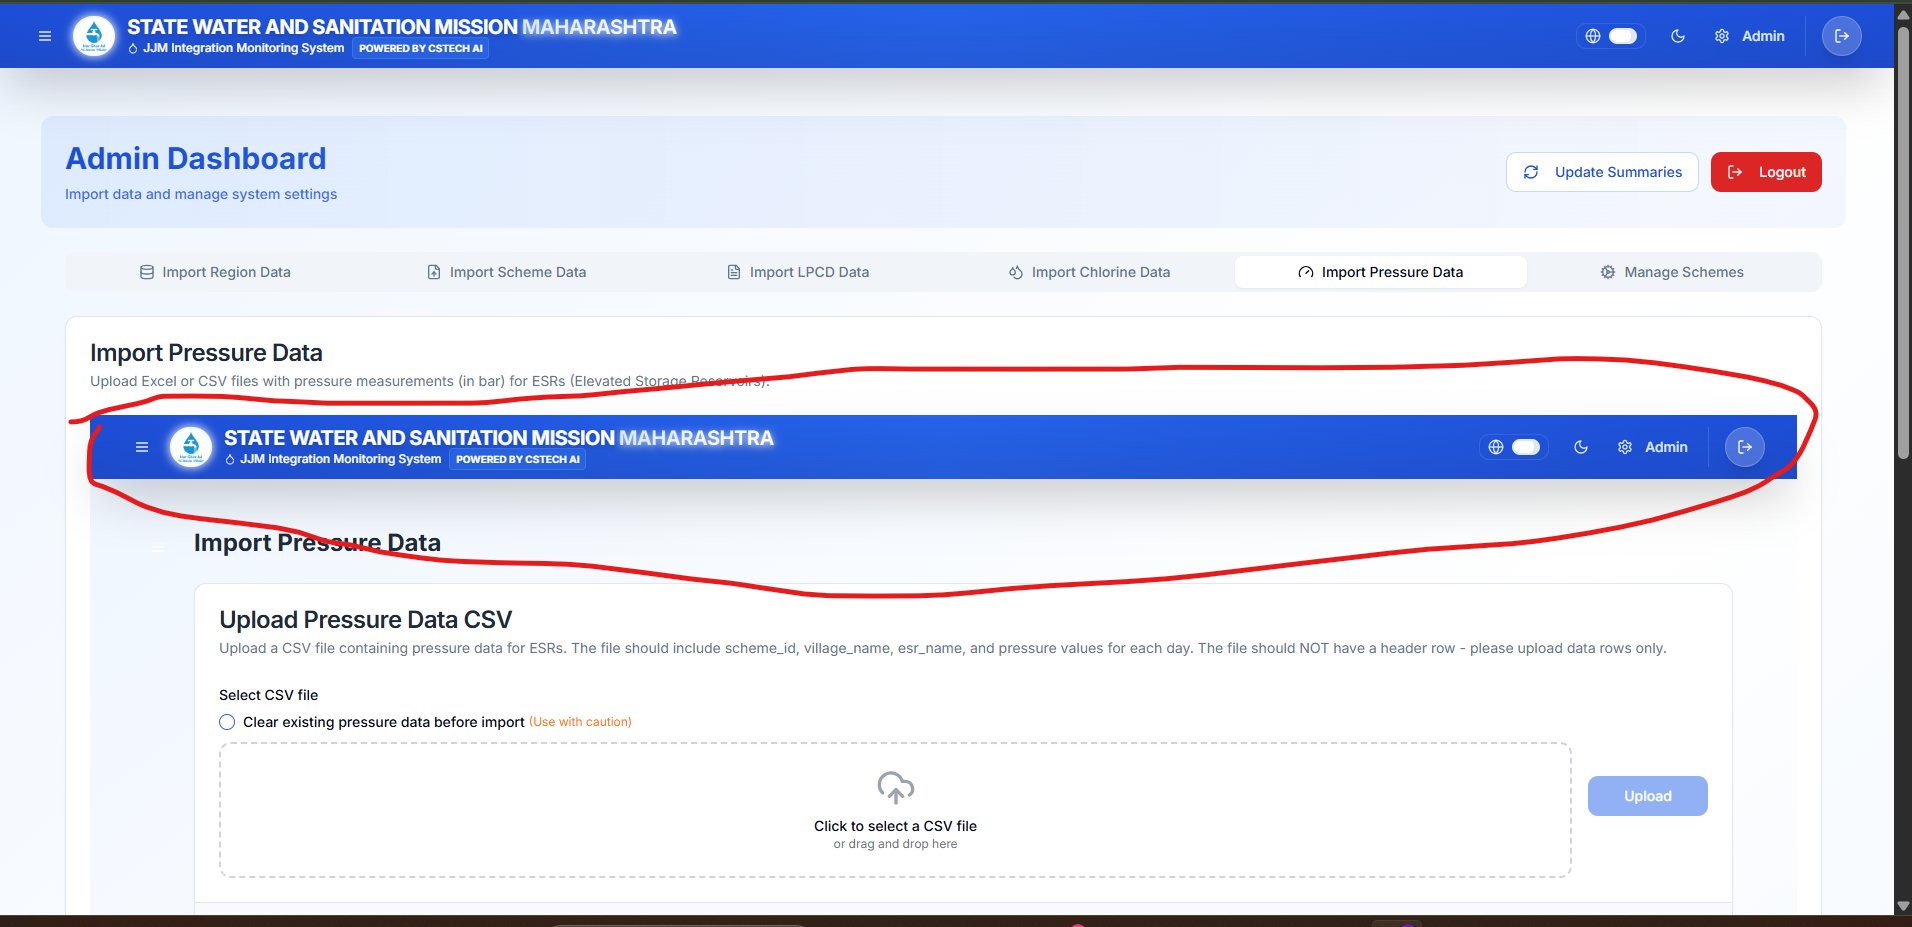 STATE WATER AND SANITATION MISSION MAHARASHTRA
JJM Integration Monitoring System POWERED BY CSTECH AI
Admin
Admin Dashboard
Import data and manage system settings
Update Summaries
Logout
Import Region Data
Import Scheme Data
Import LPCD Data
Import Chlorine Data
Import Pressure Data
Manage Schemes
Import Pressure Data
Upload Excel or CSV files with pressure measurements (in bar) for ESRs (Elevated Storage Reservoirs).
STATE WATER AND SANITATION MISSION MAHARASHTRA
JJM Integration Monitoring System POWERED BY CSTECH AI
Admin
Import Pressure Data
Upload Pressure Data CSV
Upload a CSV file containing pressure data for ESRs. The file should include scheme_id, village_name, esr_name, and pressure values for each day. The file should NOT have a header row - please upload data rows only.
Select CSV file
Clear existing pressure data before import (Use with caution)
Click to select a CSV file
or drag and drop here
Upload